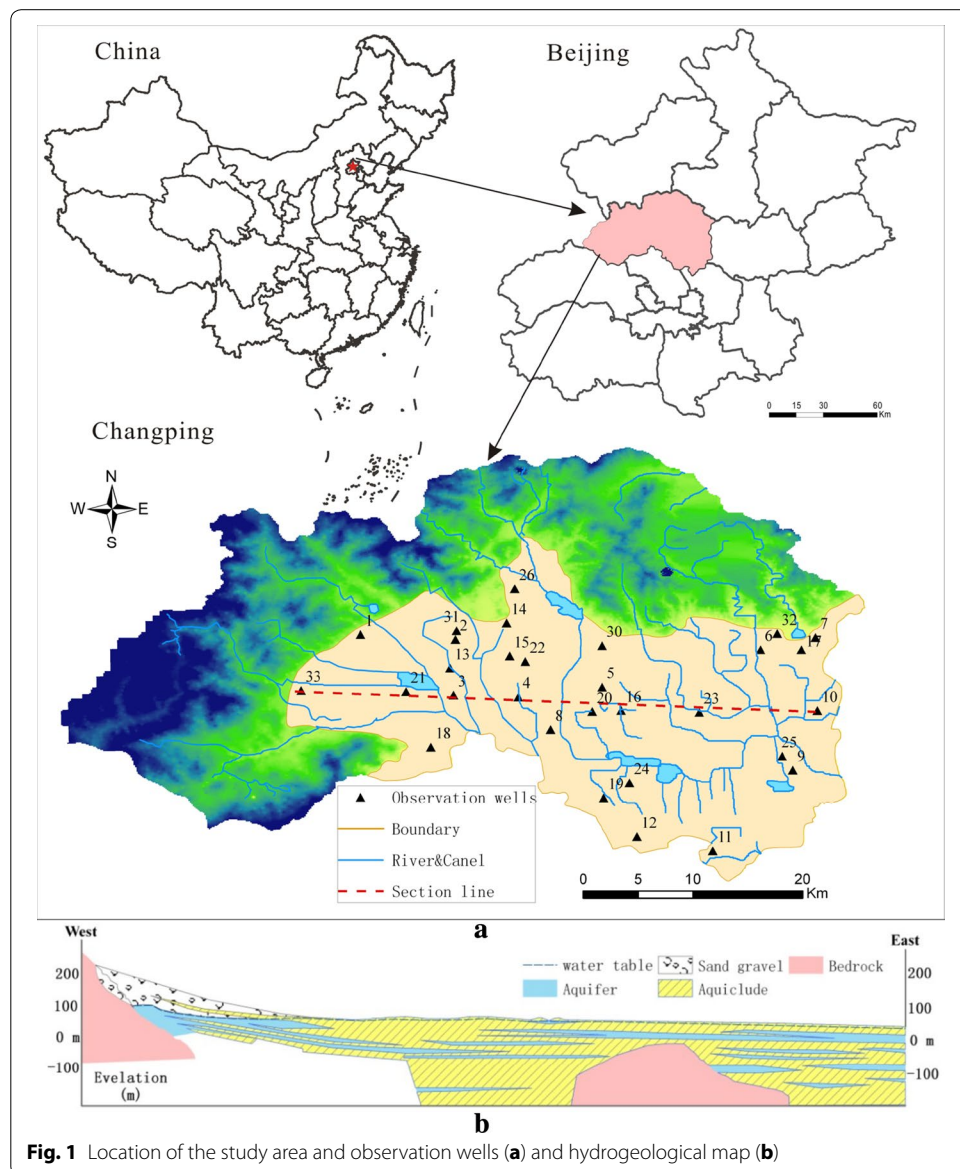 China
Beijing
0 15 30 60
Km
Changping
N
W E
S
26
14
31
2
1
30
32
7
6
17
15
22
13
33
21
3
4
5
20
16
23
10
8
18
25
9
24
19
12
11
Observation wells
Boundary
River&Canel
Section line
0 5 10 20
Km
a
West
East
water table
Sand gravel
Bedrock
Aquifer
Aquiclude
200
100
0 m
-100
Evelation
(m)
200
100
0 m
-100
b
Fig. 1 Location of the study area and observation wells (a) and hydrogeological map (b)